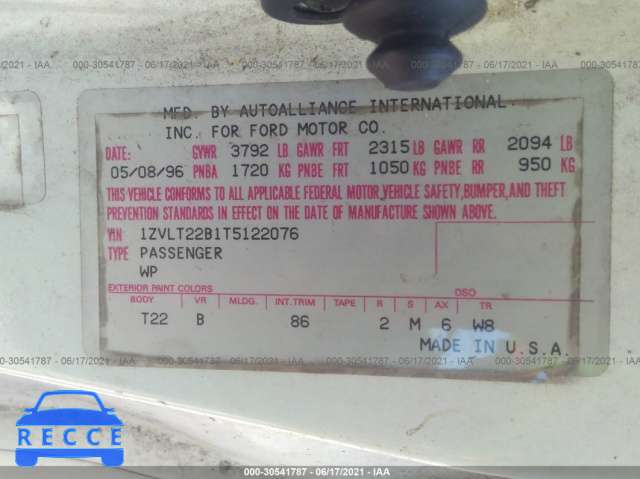 000-30541787 - 06/17/2021 - IAA
MFD. BY AUTOALLIANCE INTERNATIONAL.
INC. FOR FORD MOTOR CO.
DATE: GVWR 3792 LB GAWR FRT 2315 LB GAWR RR 2094 LB
05/08/96 PNBA 1720 KG PNBE FRT 1050 KG PNBE RR 950 KG
THIS VEHICLE CONFORMS TO ALL APPLICABLE FEDERAL MOTOR,VEHICLE SAFETY,BUMPER,AND THEFT
PREVENTION STANDARDS IN EFFECT ON THE DATE OF MANUFACTURE SHOWN ABOVE.
VIN 1ZVLT22B1T5122076
TYPE PASSENGER
WP
EXTERIOR PAINT COLORS DSO
BODY VR MLDG. INT.TRIM TAPE R S AX TR
T22 B 86 2 M 6 W8
MADE IN U.S.A.
RECCE
000-30541787 - 06/17/2021 - IAA